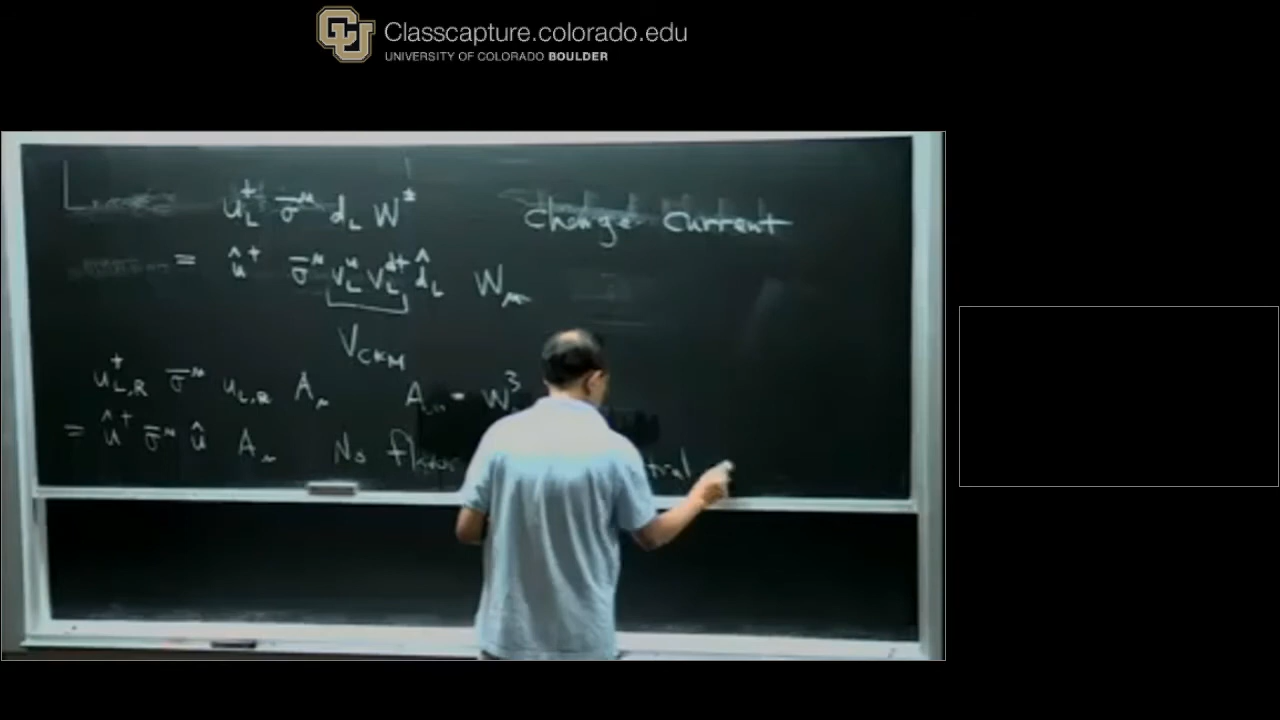 Classcapture.colorado.edu
UNIVERSITY OF COLORADO BOULDER
u_L^† σ̄^μ d_L W^± Change Current
= û^† σ̄^μ V_L^u V_L^{d†} d̂_L W_μ
V_CKM
u_{L,R}^† σ̄^μ u_{L,R} A_μ A_μ - W^3
= û^† σ̄^μ û A_μ No